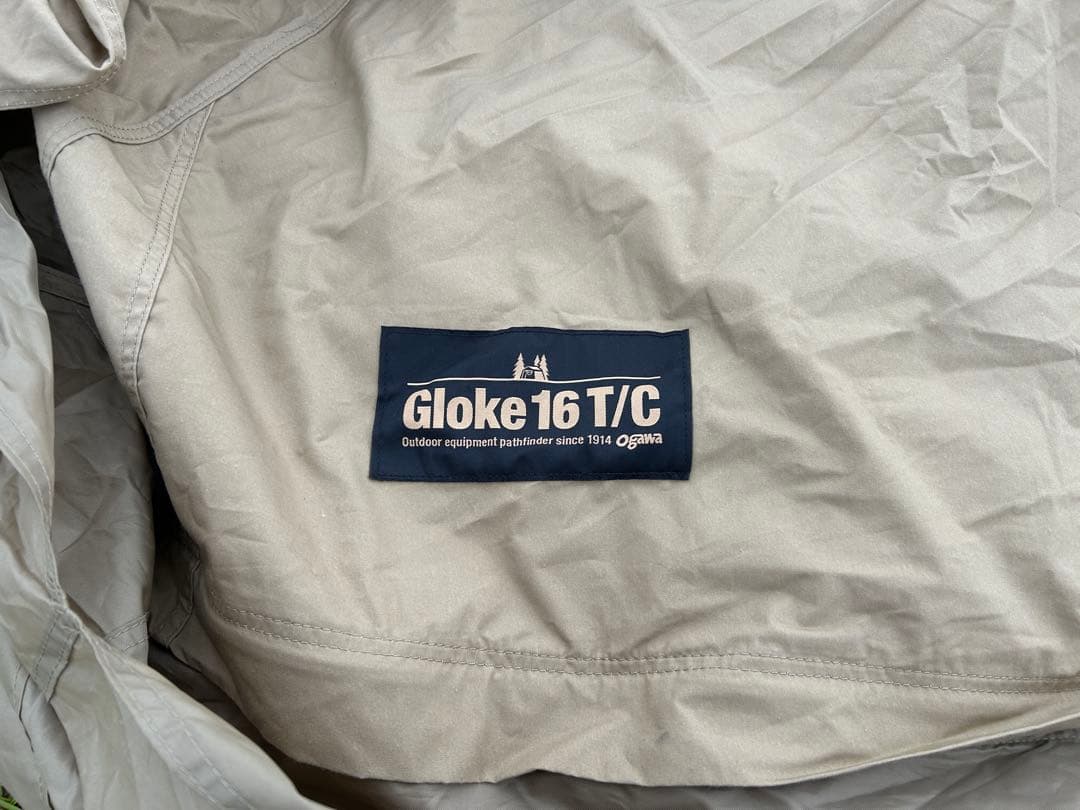 Gloke 16 T/C
Outdoor equipment pathfinder since 1914 ogawa